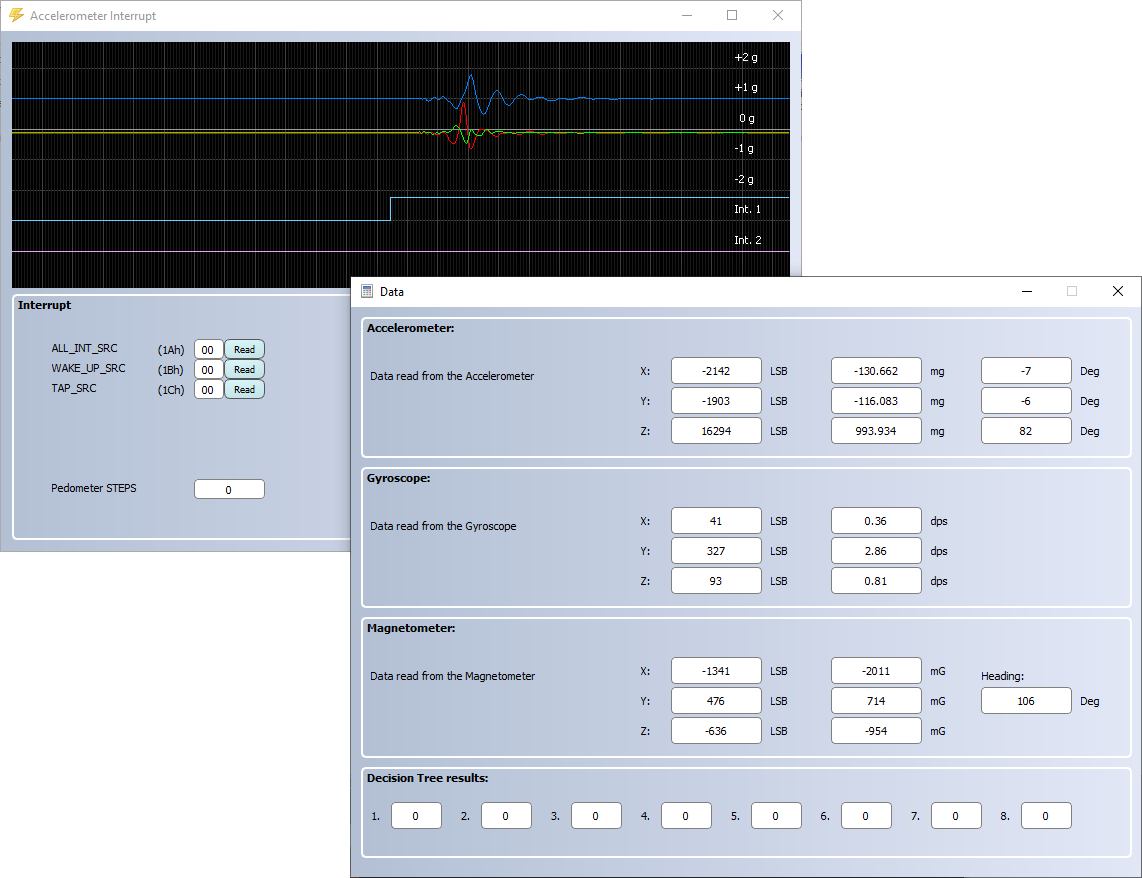 Accelerometer Interrupt
+2 g
+1 g
0 g
-1 g
-2 g
Int. 1
Int. 2
Interrupt
ALL_INT_SRC (1Ah) 00 Read
WAKE_UP_SRC (1Bh) 00 Read
TAP_SRC (1Ch) 00 Read
Pedometer STEPS 0
Data
Accelerometer:
Data read from the Accelerometer
X: -2142 LSB -130.662 mg -7 Deg
Y: -1903 LSB -116.083 mg -6 Deg
Z: 16294 LSB 993.934 mg 82 Deg
Gyroscope:
Data read from the Gyroscope
X: 41 LSB 0.36 dps
Y: 327 LSB 2.86 dps
Z: 93 LSB 0.81 dps
Magnetometer:
Data read from the Magnetometer
X: -1341 LSB -2011 mG Heading:
Y: 476 LSB 714 mG 106 Deg
Z: -636 LSB -954 mG
Decision Tree results:
1. 0 2. 0 3. 0 4. 0 5. 0 6. 0 7. 0 8. 0